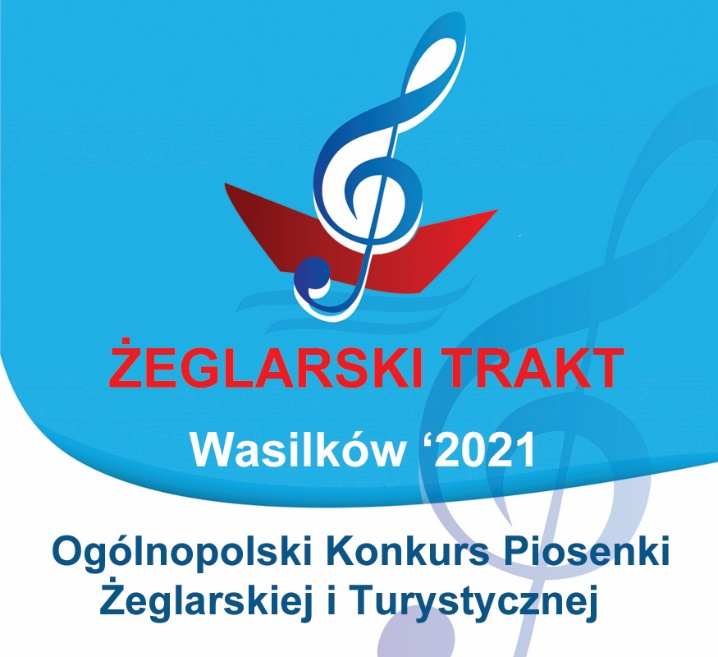 ŻEGLARSKI TRAKT
Wasilków ‘2021
Ogólnopolski Konkurs Piosenki
Żeglarskiej i Turystycznej